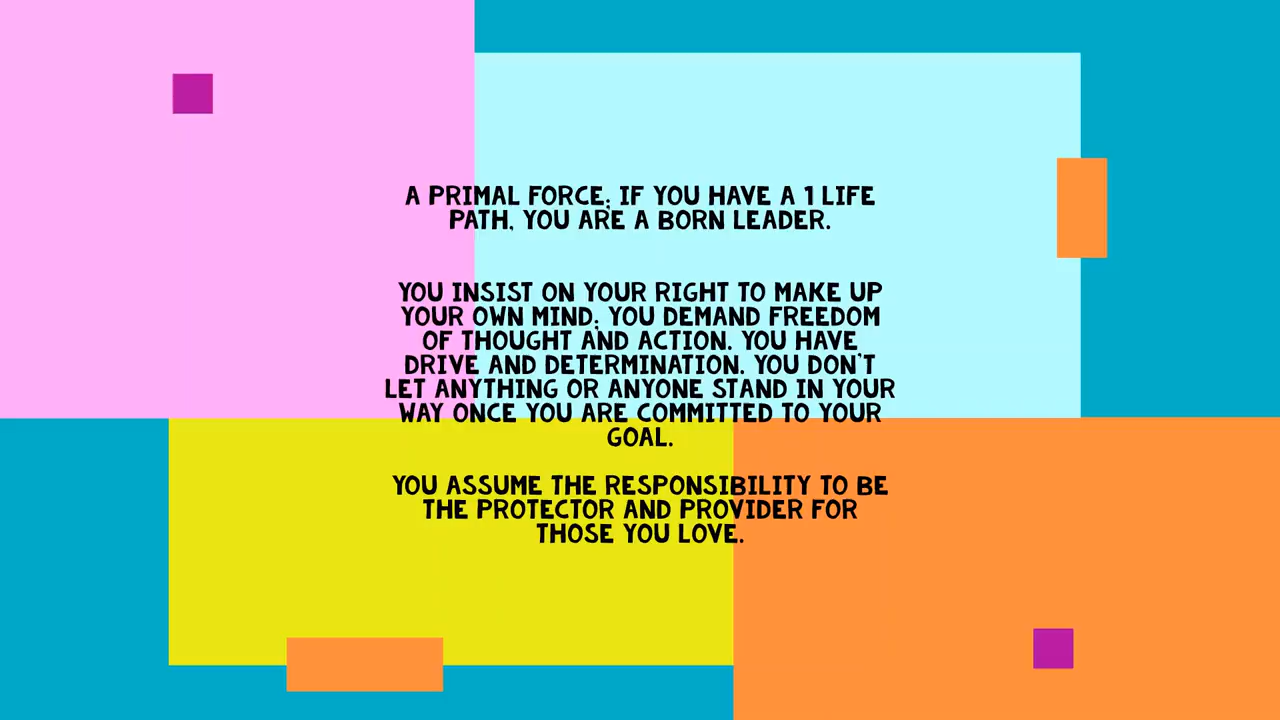 A PRIMAL FORCE; IF YOU HAVE A 1 LIFE
PATH, YOU ARE A BORN LEADER.
YOU INSIST ON YOUR RIGHT TO MAKE UP
YOUR OWN MIND; YOU DEMAND FREEDOM
OF THOUGHT AND ACTION. YOU HAVE
DRIVE AND DETERMINATION. YOU DON'T
LET ANYTHING OR ANYONE STAND IN YOUR
WAY ONCE YOU ARE COMMITTED TO YOUR
GOAL.
YOU ASSUME THE RESPONSIBILITY TO BE
THE PROTECTOR AND PROVIDER FOR
THOSE YOU LOVE.